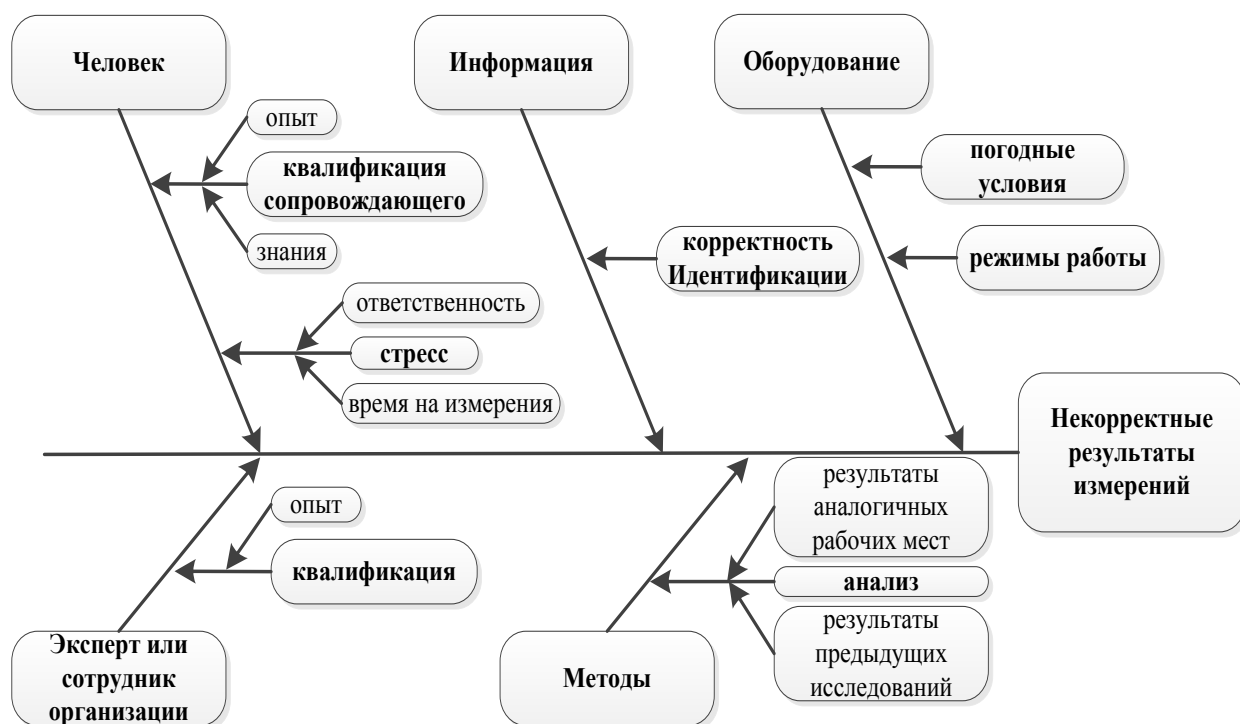 Человек
Информация
Оборудование
опыт
квалификация
сопровождающего
знания
ответственность
стресс
время на измерения
корректность
Идентификации
погодные
условия
режимы работы
Некорректные
результаты
измерений
опыт
квалификация
Эксперт или
сотрудник
организации
результаты
аналогичных
рабочих мест
анализ
результаты
предыдущих
исследований
Методы